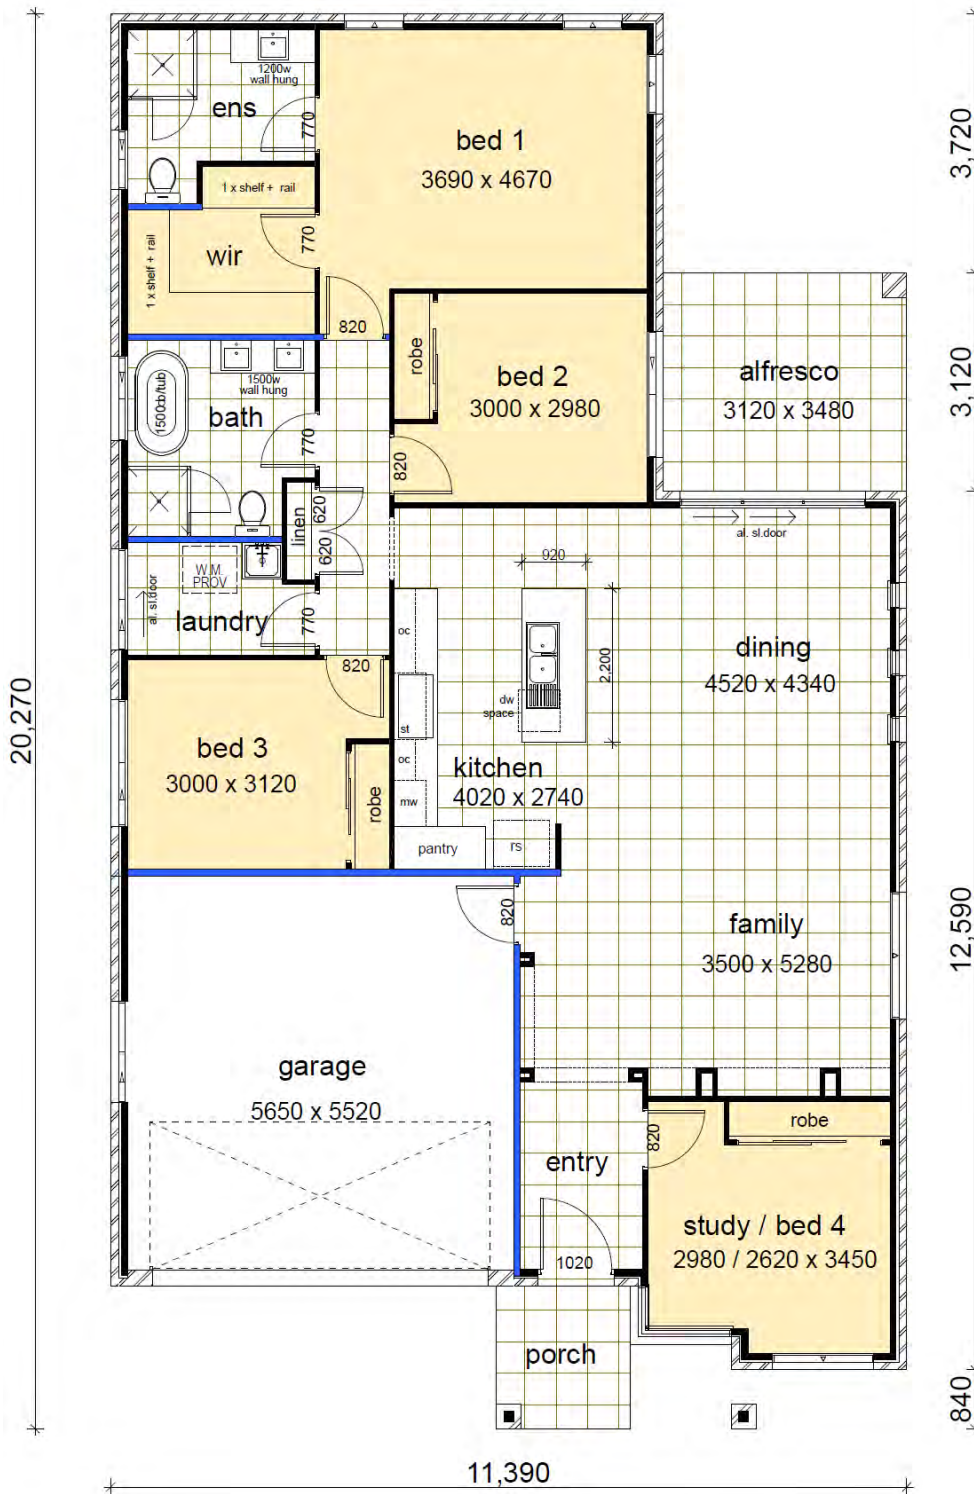 1200w
wall hung
ens
770
bed 1
3690 x 4670
3,720
1 x shelf + rail
1 x shelf + rail
wir
770
820
robe
bed 2
3000 x 2980
alfresco
3120 x 3480
3,120
1500cb/tub
1500w
wall hung
bath
770
820
linen
620
620
al. sl.door
920
W.M.
PROV
al. sl.door
laundry
770
oc
2,200
dining
4520 x 4340
820
20,270
dw
space
st
bed 3
3000 x 3120
oc
kitchen
4020 x 2740
mw
robe
pantry
rs
820
family
3500 x 5280
12,590
garage
5650 x 5520
robe
820
entry
study / bed 4
2980 / 2620 x 3450
1020
porch
840
11,390